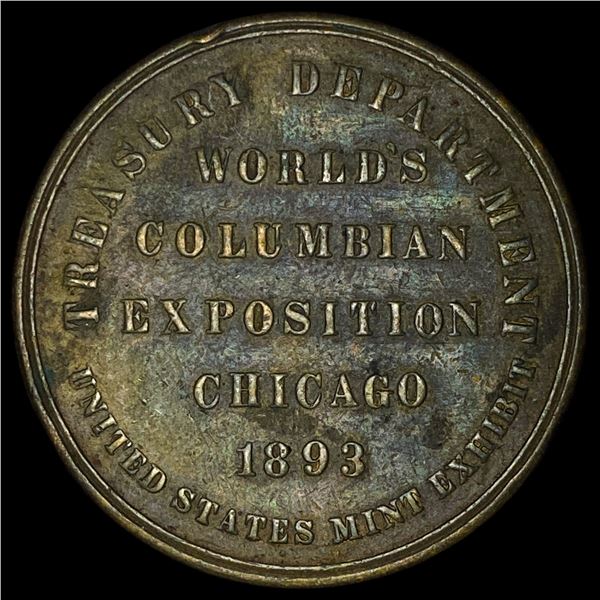 TREASURY DEPARTMENT
WORLD'S
COLUMBIAN
EXPOSITION
CHICAGO
1893
UNITED STATES MINT EXHIBIT